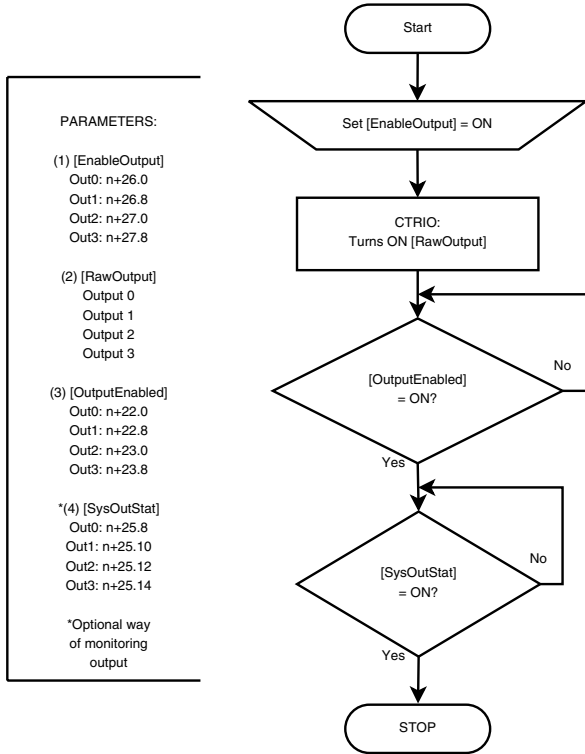 PARAMETERS:
(1) [EnableOutput]
Out0: n+26.0
Out1: n+26.8
Out2: n+27.0
Out3: n+27.8
(2) [RawOutput]
Output 0
Output 1
Output 2
Output 3
(3) [OutputEnabled]
Out0: n+22.0
Out1: n+22.8
Out2: n+23.0
Out3: n+23.8
*(4) [SysOutStat]
Out0: n+25.8
Out1: n+25.10
Out2: n+25.12
Out3: n+25.14
*Optional way
of monitoring
output
Start
Set [EnableOutput] = ON
CTRIO:
Turns ON [RawOutput]
[OutputEnabled]
= ON?
No
Yes
[SysOutStat]
= ON?
No
Yes
STOP